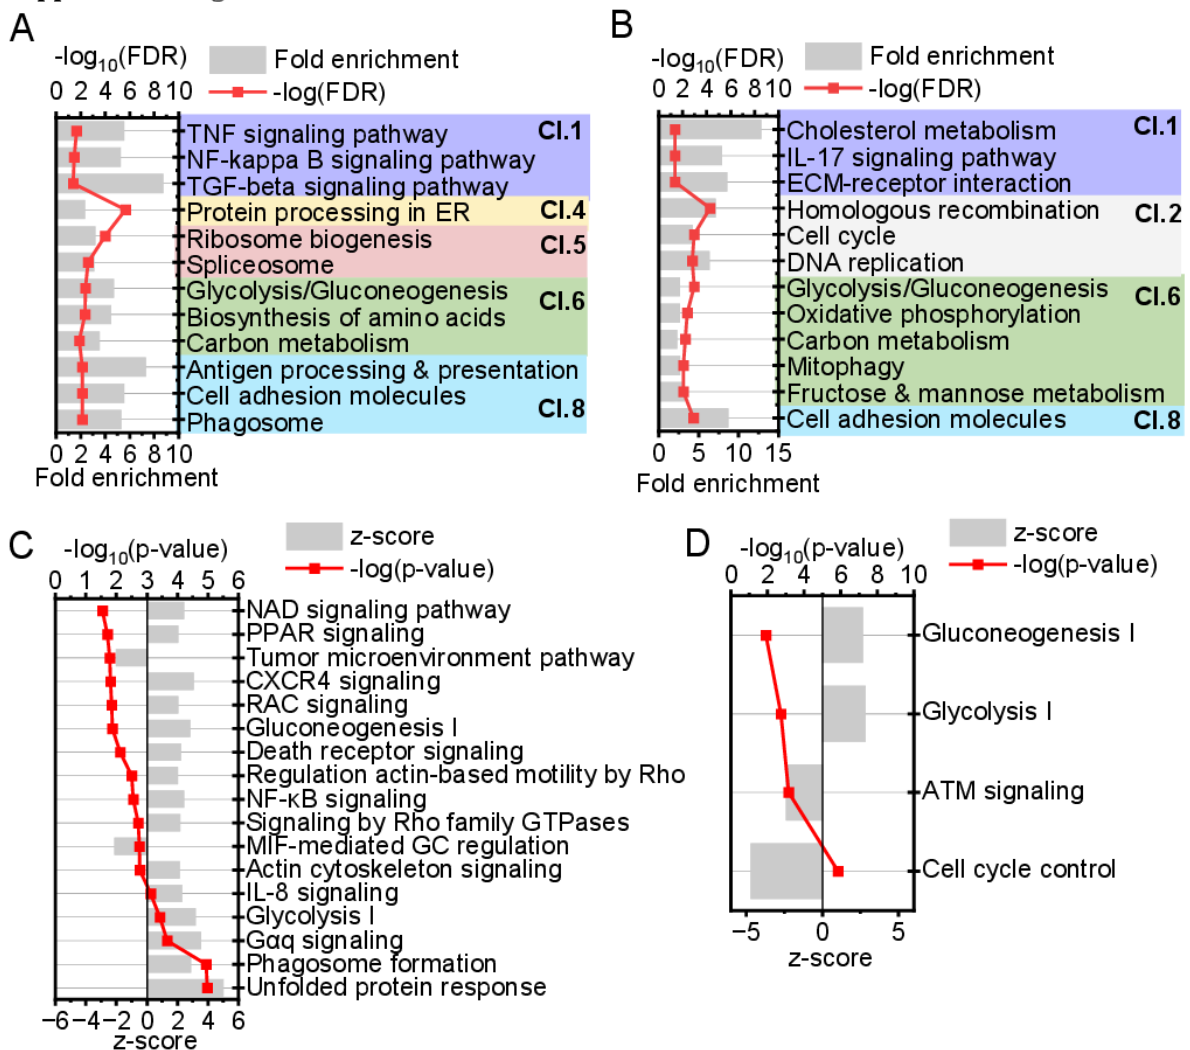 A
-log10(FDR)
Fold enrichment
0 2 4 6 8 10
-log(FDR)
TNF signaling pathway
Cl.1
NF-kappa B signaling pathway
TGF-beta signaling pathway
Protein processing in ER
Cl.4
Ribosome biogenesis
Cl.5
Spliceosome
Glycolysis/Gluconeogenesis
Cl.6
Biosynthesis of amino acids
Carbon metabolism
Antigen processing & presentation
Cell adhesion molecules
Cl.8
Phagosome
0 2 4 6 8 10
Fold enrichment
B
-log10(FDR)
Fold enrichment
0 2 4 6 8 10
-log(FDR)
Cholesterol metabolism
Cl.1
IL-17 signaling pathway
ECM-receptor interaction
Homologous recombination
Cl.2
Cell cycle
DNA replication
Glycolysis/Gluconeogenesis
Cl.6
Oxidative phosphorylation
Carbon metabolism
Mitophagy
Fructose & mannose metabolism
Cell adhesion molecules
Cl.8
0 5 10 15
Fold enrichment
C
-log10(p-value)
z-score
0 1 2 3 4 5 6
-log(p-value)
NAD signaling pathway
PPAR signaling
Tumor microenvironment pathway
CXCR4 signaling
RAC signaling
Gluconeogenesis I
Death receptor signaling
Regulation actin-based motility by Rho
NF-κB signaling
Signaling by Rho family GTPases
MIF-mediated GC regulation
Actin cytoskeleton signaling
IL-8 signaling
Glycolysis I
Gαq signaling
Phagosome formation
Unfolded protein response
−6 −4 −2 0 2 4 6
z-score
D
-log10(p-value)
z-score
0 2 4 6 8 10
-log(p-value)
Gluconeogenesis I
Glycolysis I
ATM signaling
Cell cycle control
−5 0 5
z-score